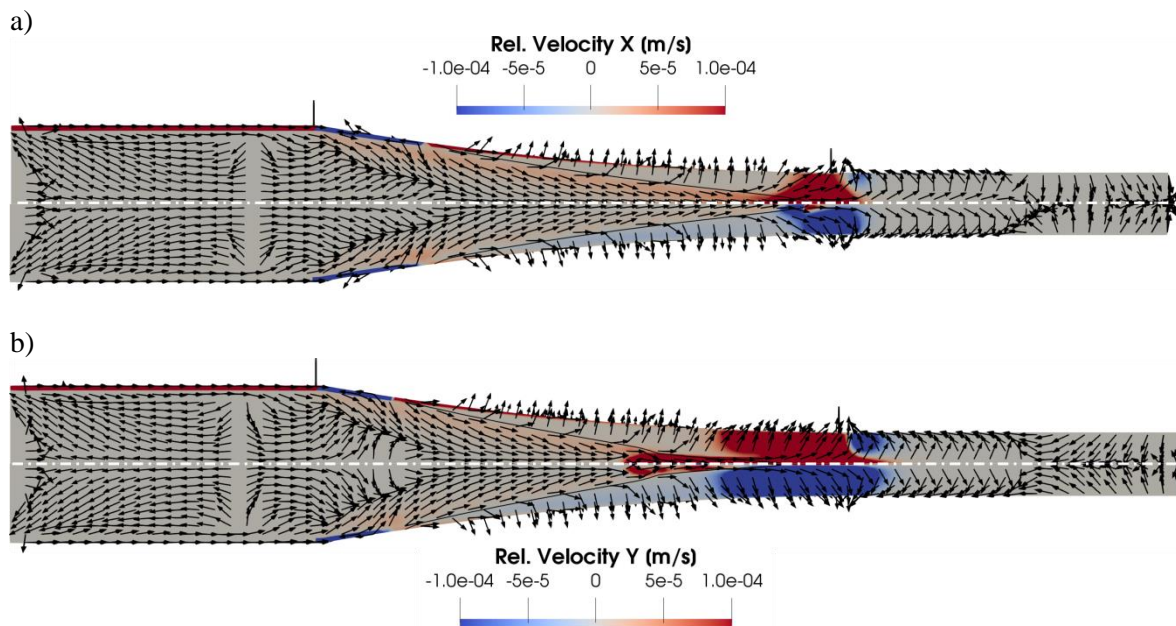 a)
Rel. Velocity X (m/s)
-1.0e-04 -5e-5 0 5e-5 1.0e-04
b)
Rel. Velocity Y (m/s)
-1.0e-04 -5e-5 0 5e-5 1.0e-04